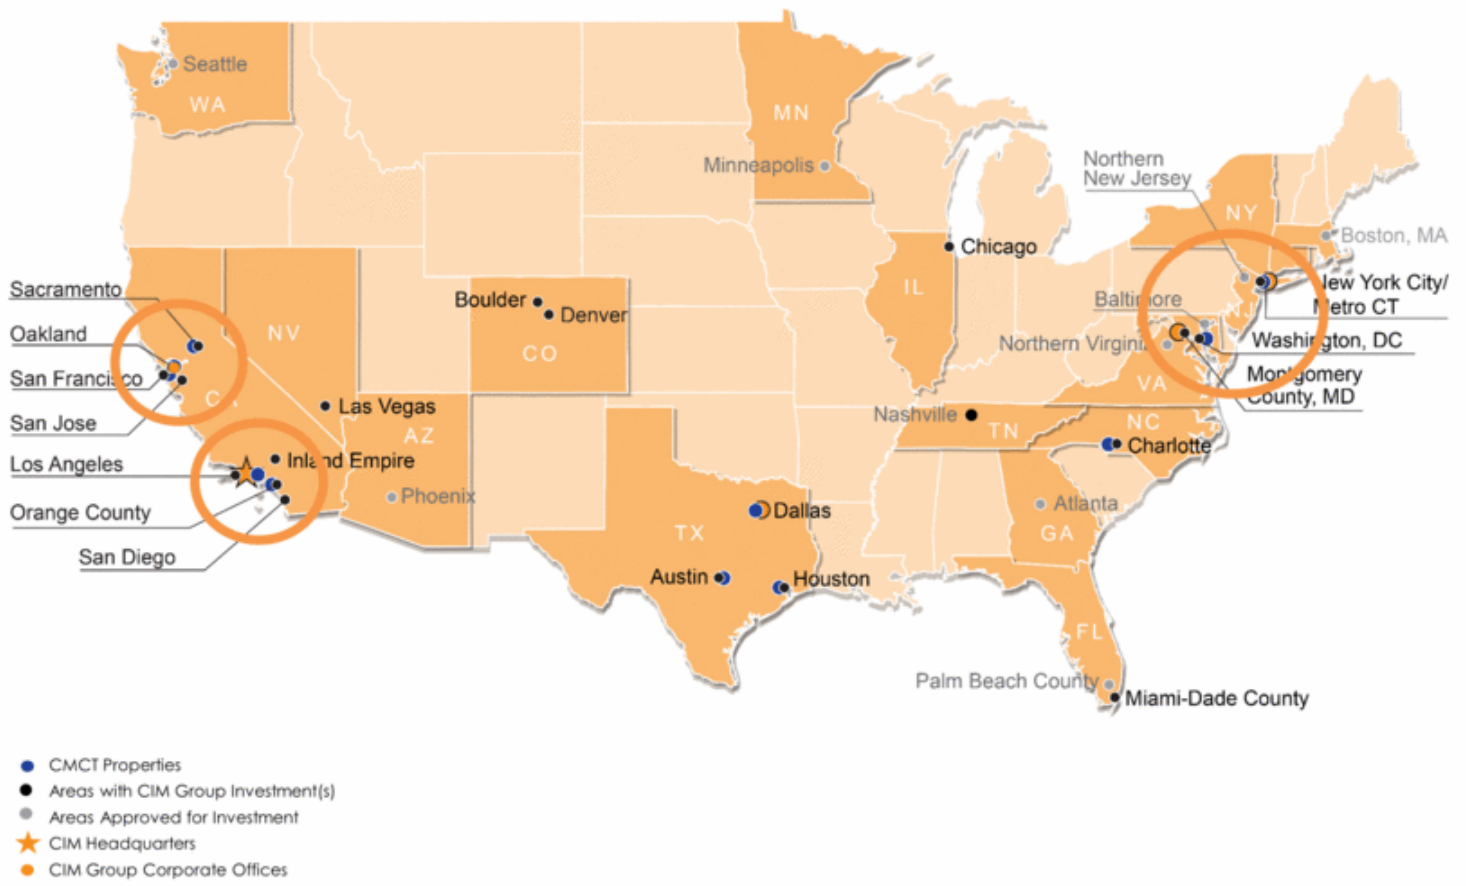 Seattle
WA
MN
Minneapolis
Northern
New Jersey
NY
Boston, MA
Chicago
Sacramento
Boulder
Denver
IL
New York City/
Metro CT
Baltimore
NJ
Oakland
NV
CO
Northern Virginia
Washington, DC
San Francisco
CA
Las Vegas
VA
Montgomery
County, MD
San Jose
AZ
Nashville
TN
NC
Charlotte
Los Angeles
Inland Empire
Phoenix
Orange County
Dallas
Atlanta
TX
GA
San Diego
Austin
Houston
FL
Palm Beach County
Miami-Dade County
CMCT Properties
Areas with CIM Group Investment(s)
Areas Approved for Investment
CIM Headquarters
CIM Group Corporate Offices